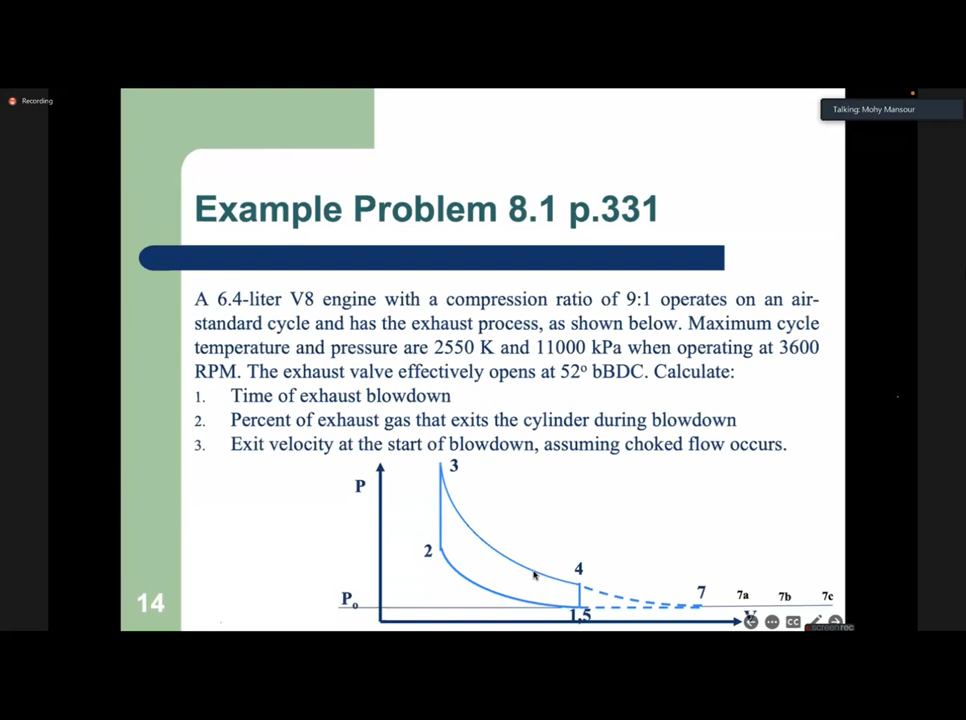 Recording
Talking: Mohy Mansour
Example Problem 8.1 p.331
A 6.4-liter V8 engine with a compression ratio of 9:1 operates on an air-
standard cycle and has the exhaust process, as shown below. Maximum cycle
temperature and pressure are 2550 K and 11000 kPa when operating at 3600
RPM. The exhaust valve effectively opens at 52º bBDC. Calculate:
1. Time of exhaust blowdown
2. Percent of exhaust gas that exits the cylinder during blowdown
3. Exit velocity at the start of blowdown, assuming choked flow occurs.
3
P
2
4
7 7a 7b 7c
14
Po
1,5
CC
screenrec